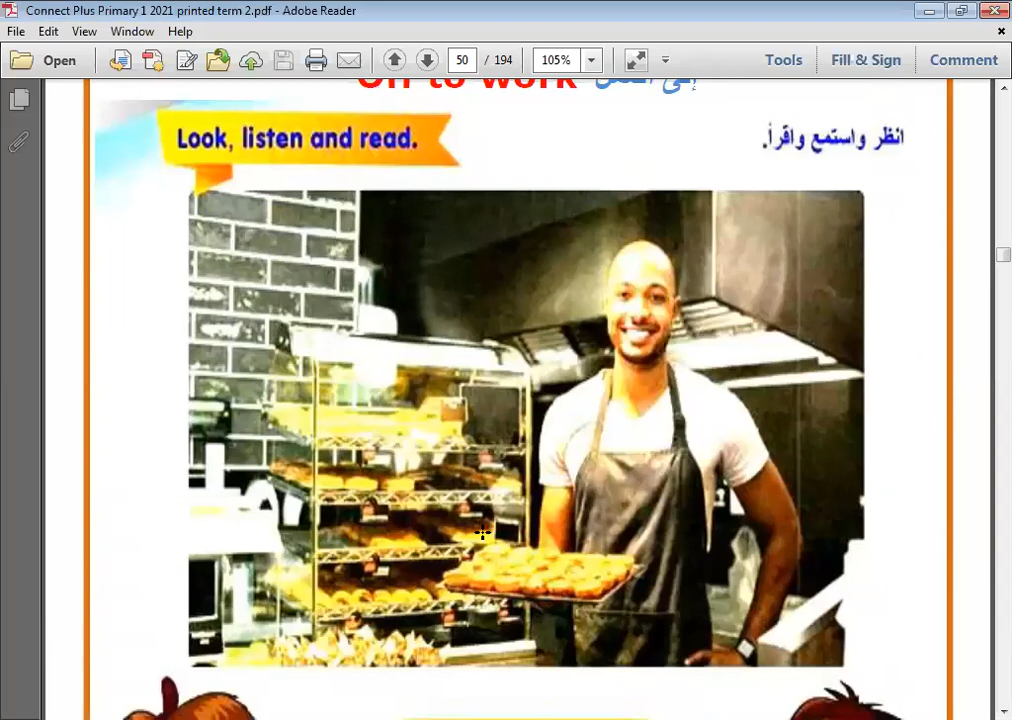 Connect Plus Primary 1 2021 printed term 2.pdf - Adobe Reader
File Edit View Window Help
Open 50 / 194 105% Tools Fill & Sign Comment
Off to work إلى العمل
Look, listen and read. انظر واستمع واقرأ.